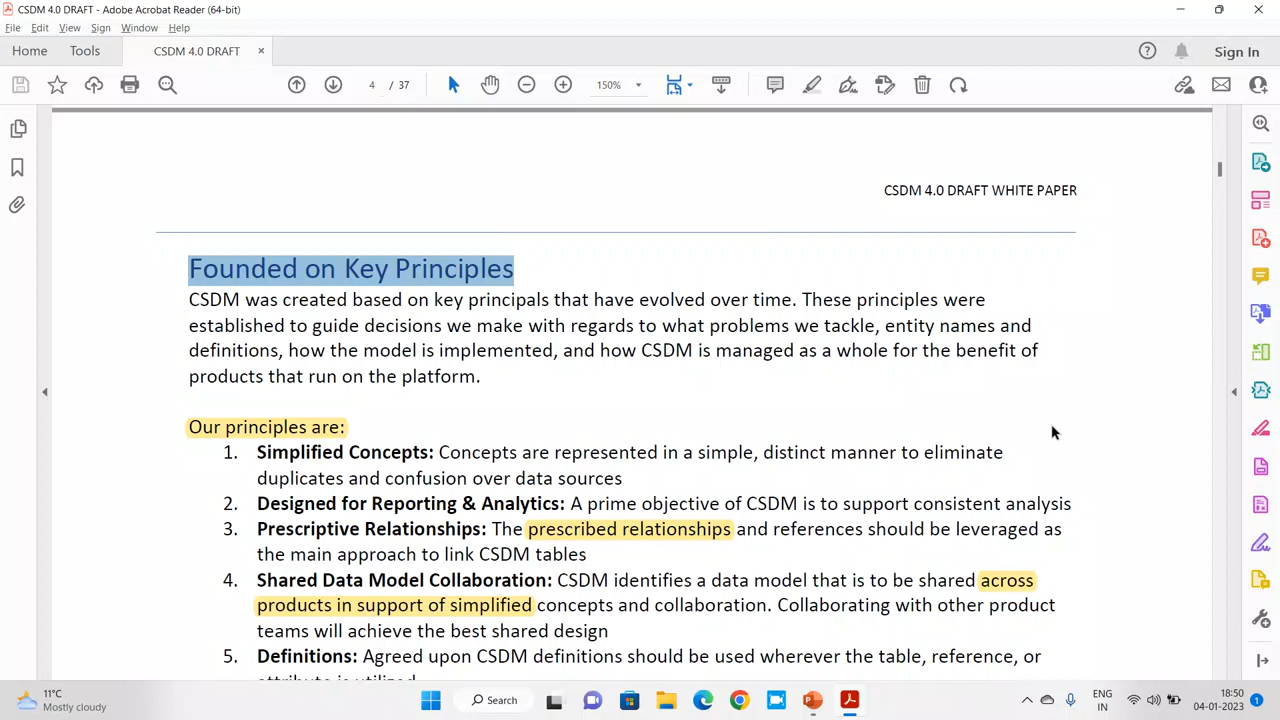 CSDM 4.0 DRAFT - Adobe Acrobat Reader (64-bit)
File Edit View Sign Window Help
Home Tools CSDM 4.0 DRAFT × Sign In
4 / 37 150%
CSDM 4.0 DRAFT WHITE PAPER
Founded on Key Principles
CSDM was created based on key principals that have evolved over time. These principles were
established to guide decisions we make with regards to what problems we tackle, entity names and
definitions, how the model is implemented, and how CSDM is managed as a whole for the benefit of
products that run on the platform.
Our principles are:
1. Simplified Concepts: Concepts are represented in a simple, distinct manner to eliminate
duplicates and confusion over data sources
2. Designed for Reporting & Analytics: A prime objective of CSDM is to support consistent analysis
3. Prescriptive Relationships: The prescribed relationships and references should be leveraged as
the main approach to link CSDM tables
4. Shared Data Model Collaboration: CSDM identifies a data model that is to be shared across
products in support of simplified concepts and collaboration. Collaborating with other product
teams will achieve the best shared design
5. Definitions: Agreed upon CSDM definitions should be used wherever the table, reference, or
attribute is utilized
11°C
Mostly cloudy
Search
ENG
IN
18:50
04-01-2023
1